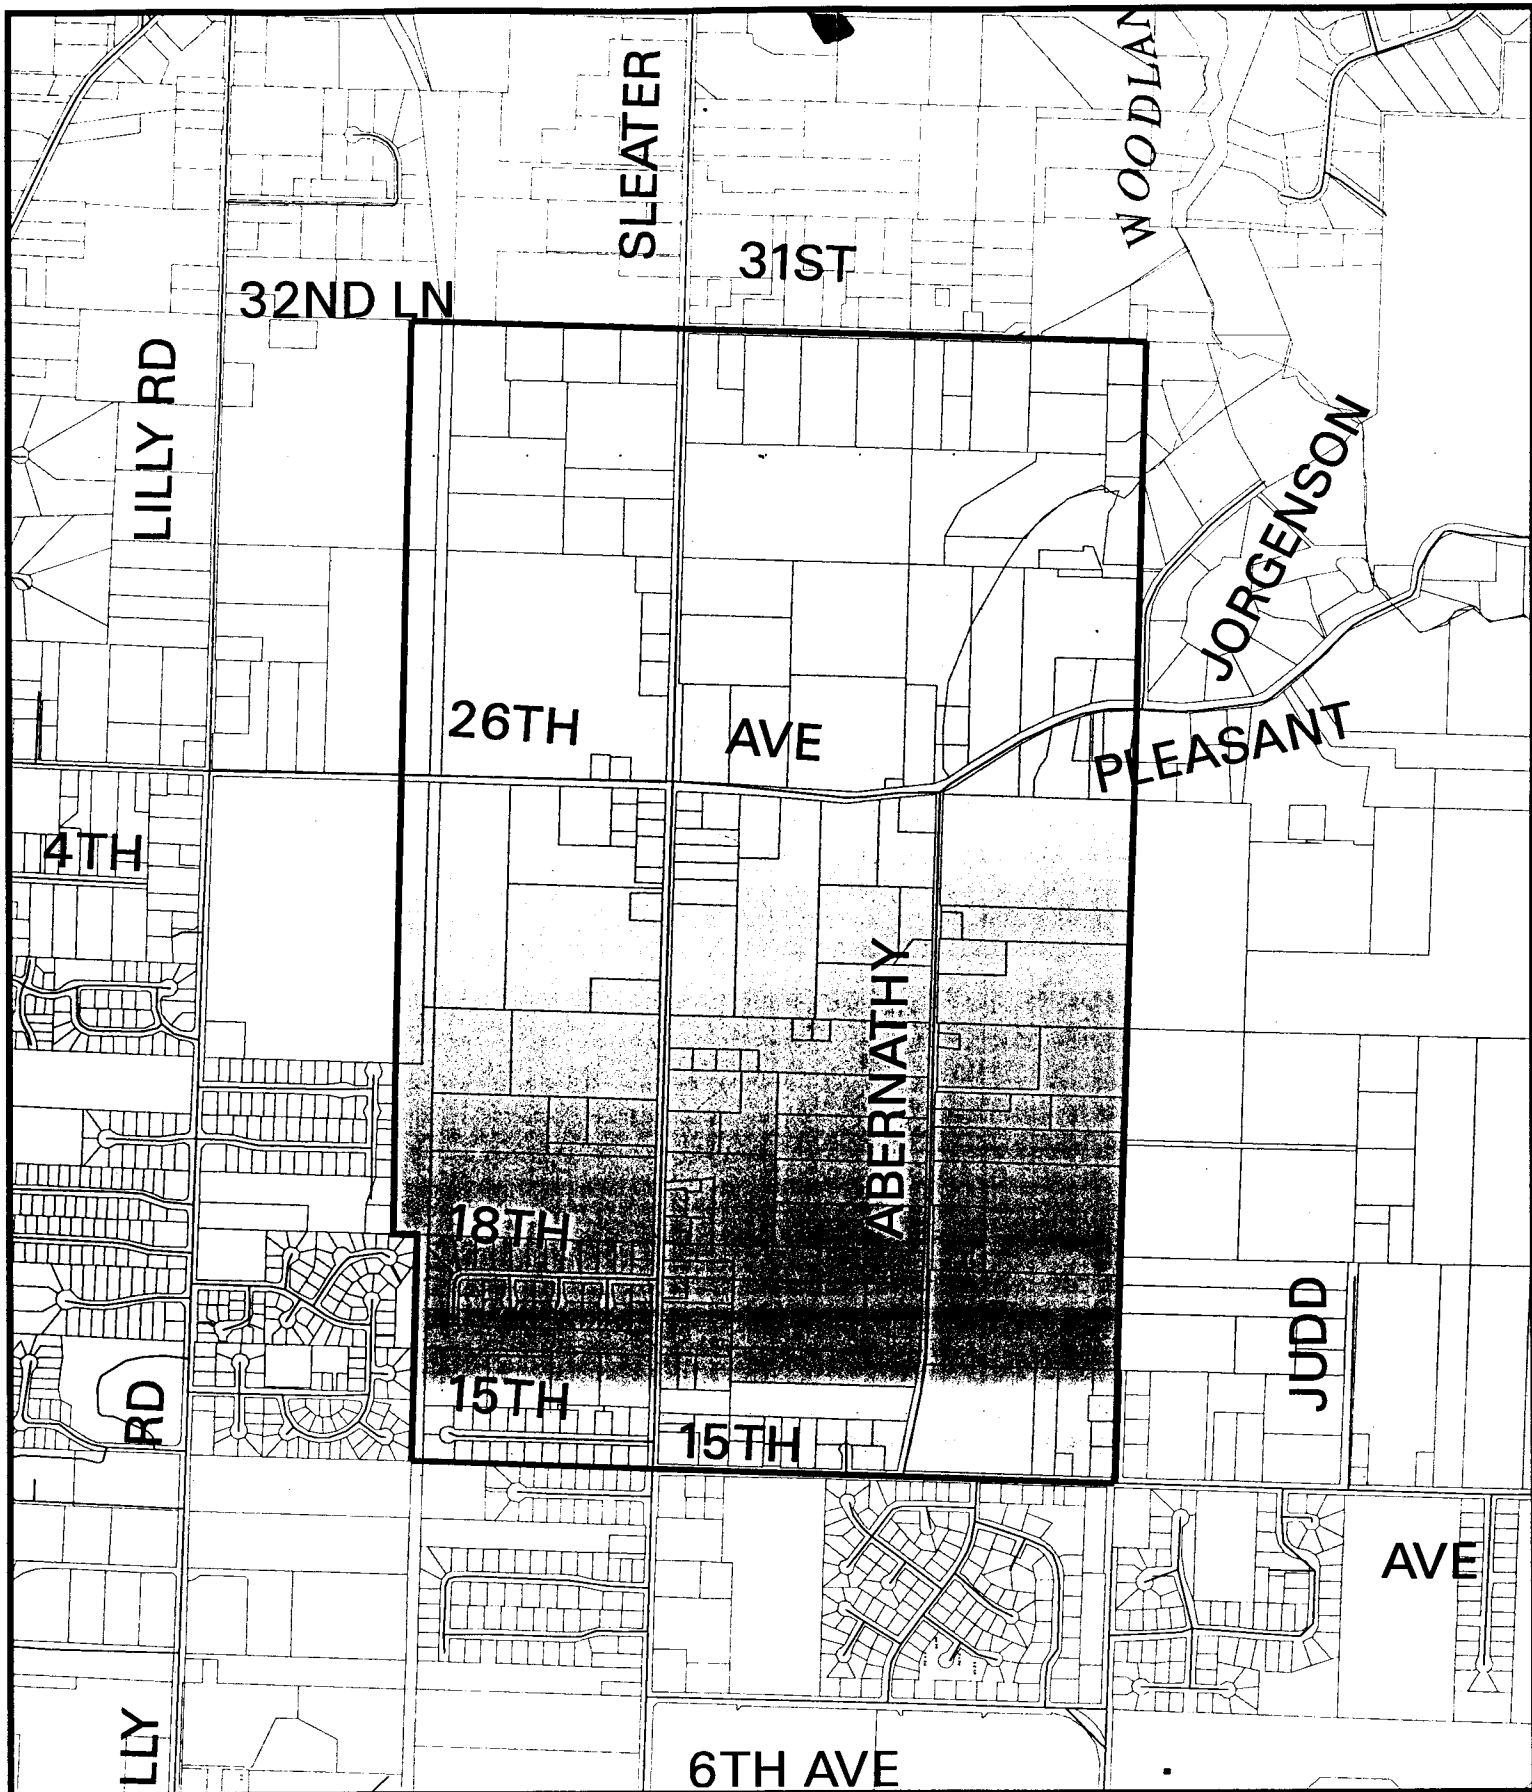 WOODLAN
SLEATER
31ST
32ND LN
LILLY RD
JORGENSON
26TH
AVE
PLEASANT
4TH
ABERNATHY
18TH
JUDD
RD
15TH
15TH
AVE
LLY
6TH AVE